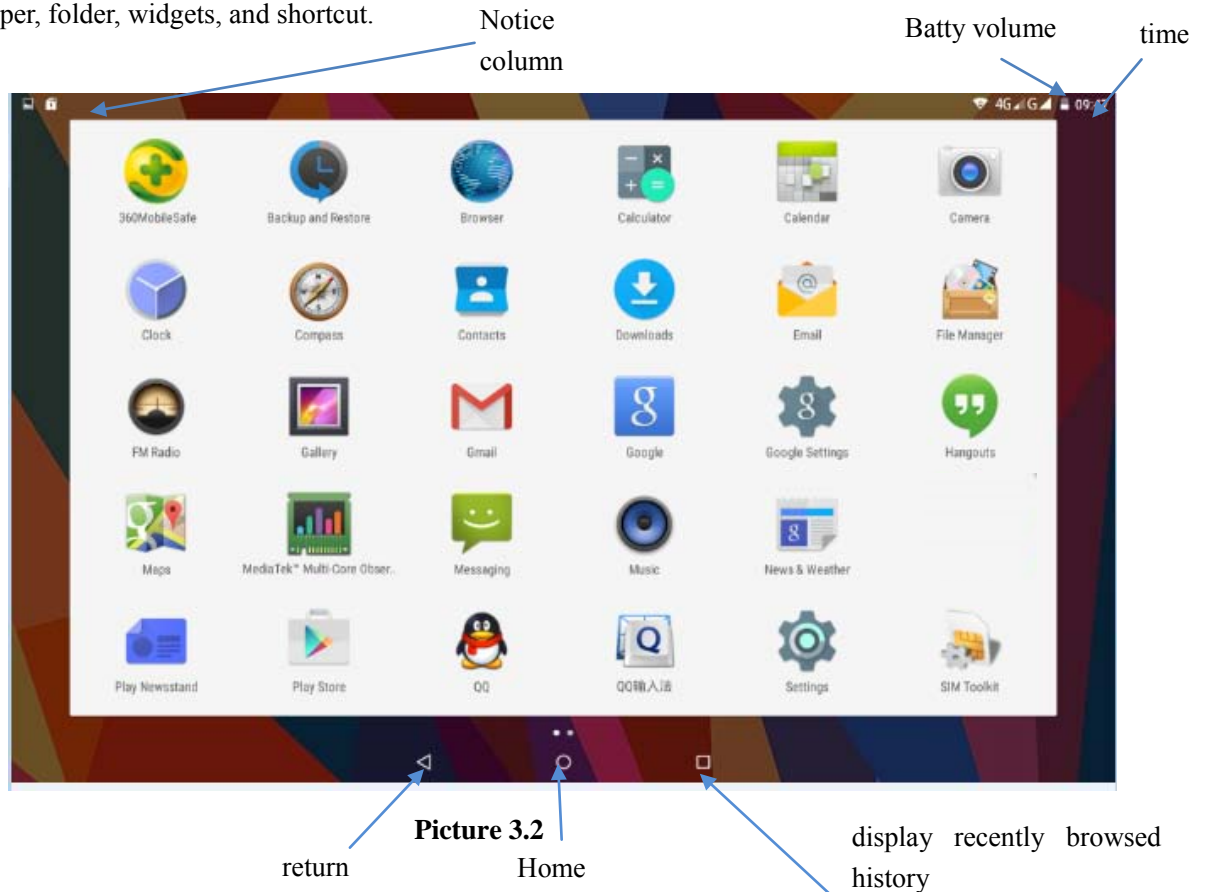 per, folder, widgets, and shortcut.
Notice
column
Batty volume
time
4G G 09:47
360MobileSafe Backup and Restore Browser Calculator Calendar Camera
Clock Compass Contacts Downloads Email File Manager
FM Radio Gallery Gmail Google Google Settings Hangouts
Maps MediaTek™ Multi-Core Obser.. Messaging Music News & Weather
Play Newsstand Play Store QQ QQ输入法 Settings SIM Toolkit
Picture 3.2
return
Home
display recently browsed
history